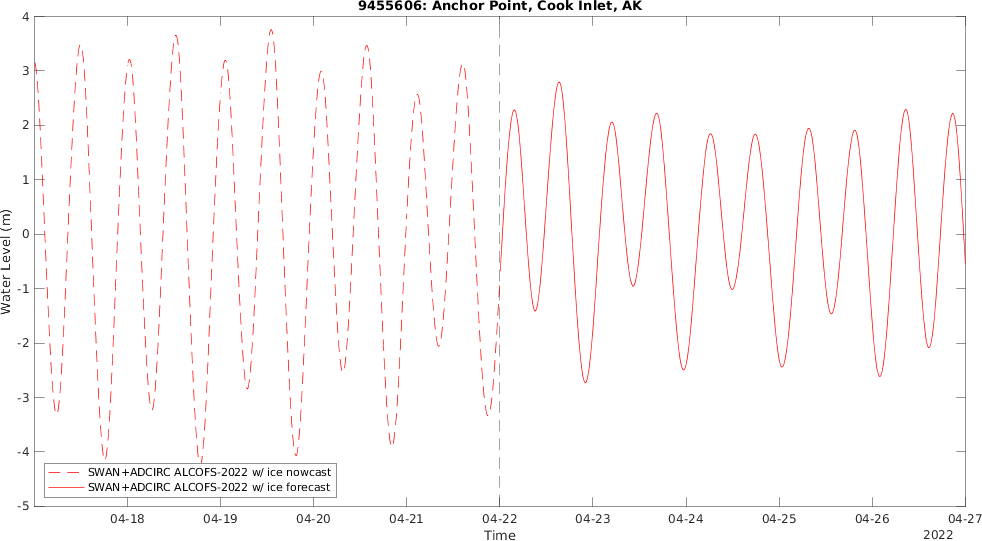 9455606: Anchor Point, Cook Inlet, AK
4
3
2
1
0
-1
-2
-3
-4
-5
Water Level (m)
SWAN+ADCIRC ALCOFS-2022 w/ ice nowcast
SWAN+ADCIRC ALCOFS-2022 w/ ice forecast
04-18 04-19 04-20 04-21 04-22 04-23 04-24 04-25 04-26 04-27
Time
2022